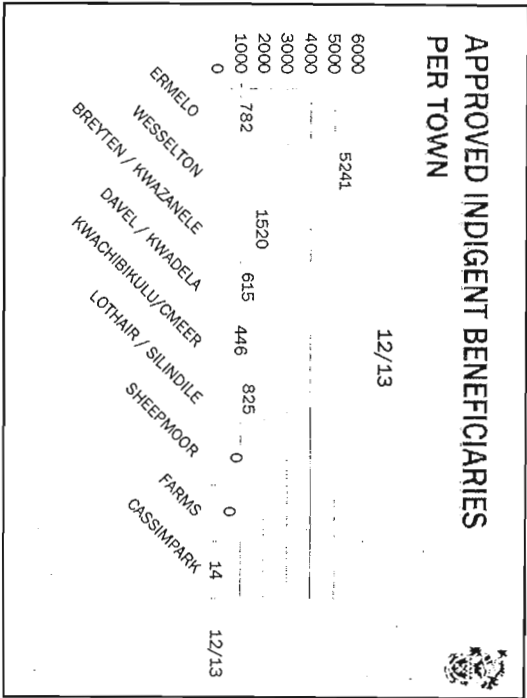 APPROVED INDIGENT BENEFICIARIES
PER TOWN
12/13
6000
5000
4000
3000
2000
1000
0
782
5241
1520
615
446
825
0
0
14
ERMELO
WESSELTON
BREYTEN / KWAZANELE
DAVEL / KWADELA
KWACHIBIKULU/CMEER
LOTHAIR / SILINDILE
SHEEPMOOR
FARMS
CASSIMPARK
12/13